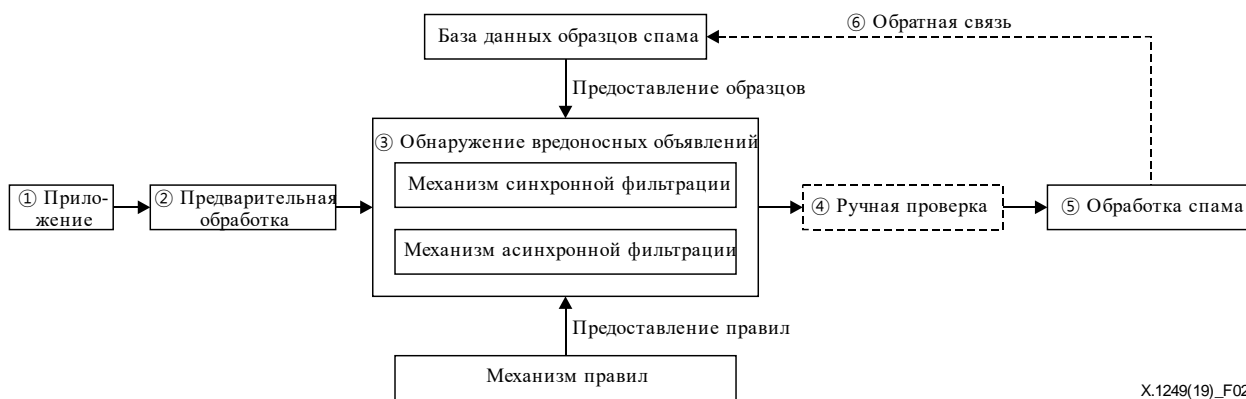 ⑥ Обратная связь
База данных образцов спама
Предоставление образцов
③ Обнаружение вредоносных объявлений
Механизм синхронной фильтрации
① Прило-
жение
② Предварительная
обработка
④ Ручная проверка
⑤ Обработка спама
Механизм асинхронной фильтрации
Предоставление правил
Механизм правил
X.1249(19)_F02